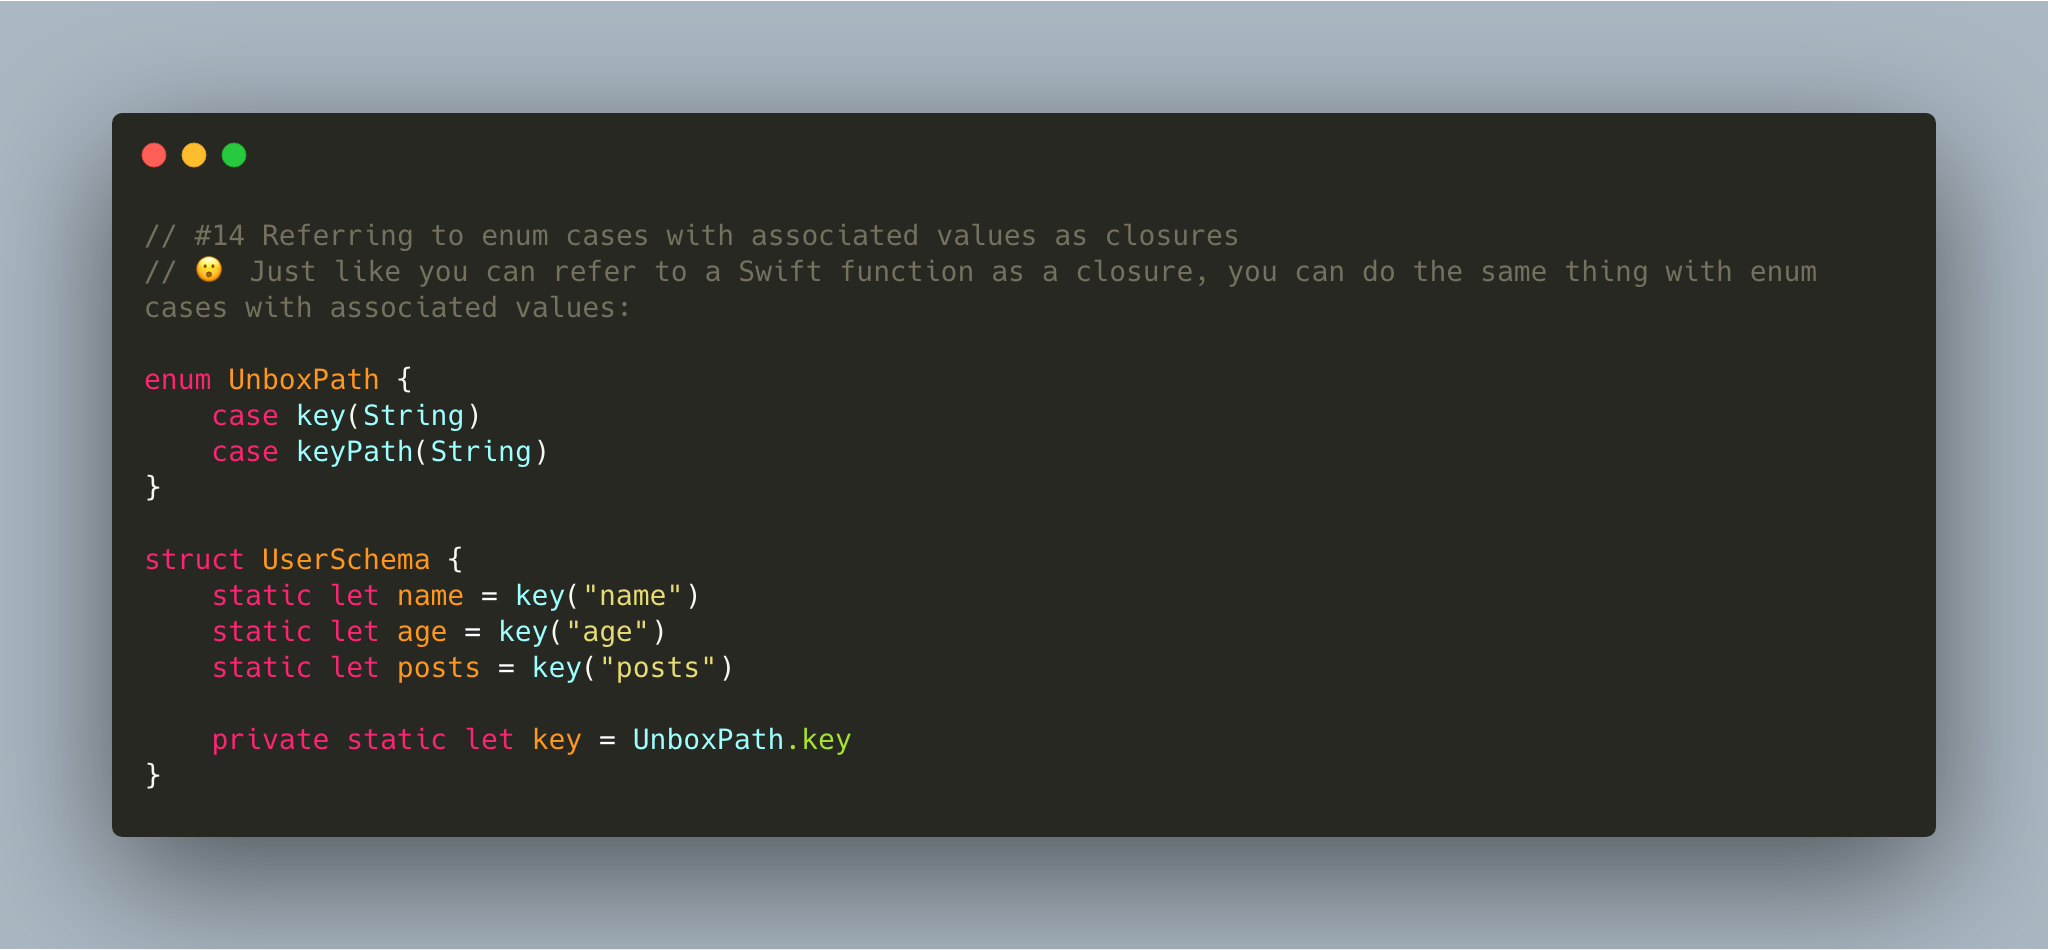 // #14 Referring to enum cases with associated values as closures
// 😮 Just like you can refer to a Swift function as a closure, you can do the same thing with enum
cases with associated values:

enum UnboxPath {
    case key(String)
    case keyPath(String)
}

struct UserSchema {
    static let name = key("name")
    static let age = key("age")
    static let posts = key("posts")

    private static let key = UnboxPath.key
}